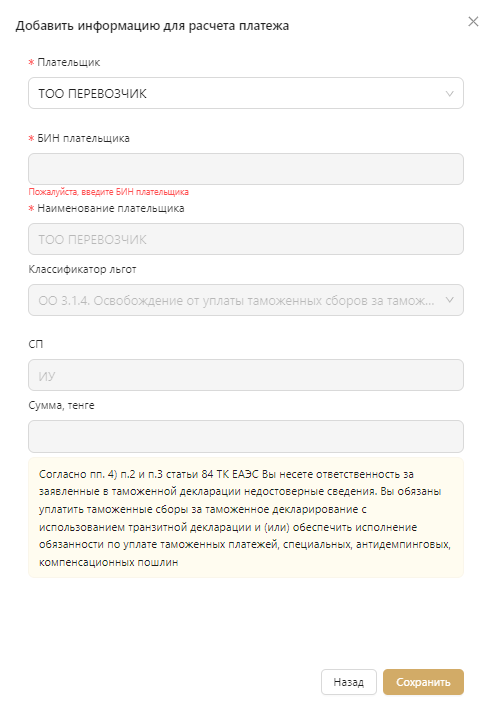 Добавить информацию для расчета платежа
* Плательщик
ТОО ПЕРЕВОЗЧИК
* БИН плательщика
Пожалуйста, введите БИН плательщика
* Наименование плательщика
ТОО ПЕРЕВОЗЧИК
Классификатор льгот
ОО 3.1.4. Освобождение от уплаты таможенных сборов за тамож...
СП
ИУ
Сумма, тенге
Согласно пп. 4) п.2 и п.3 статьи 84 ТК ЕАЭС Вы несете ответственность за
заявленные в таможенной декларации недостоверные сведения. Вы обязаны
уплатить таможенные сборы за таможенное декларирование с
использованием транзитной декларации и (или) обеспечить исполнение
обязанности по уплате таможенных платежей, специальных, антидемпинговых,
компенсационных пошлин
Назад
Сохранить